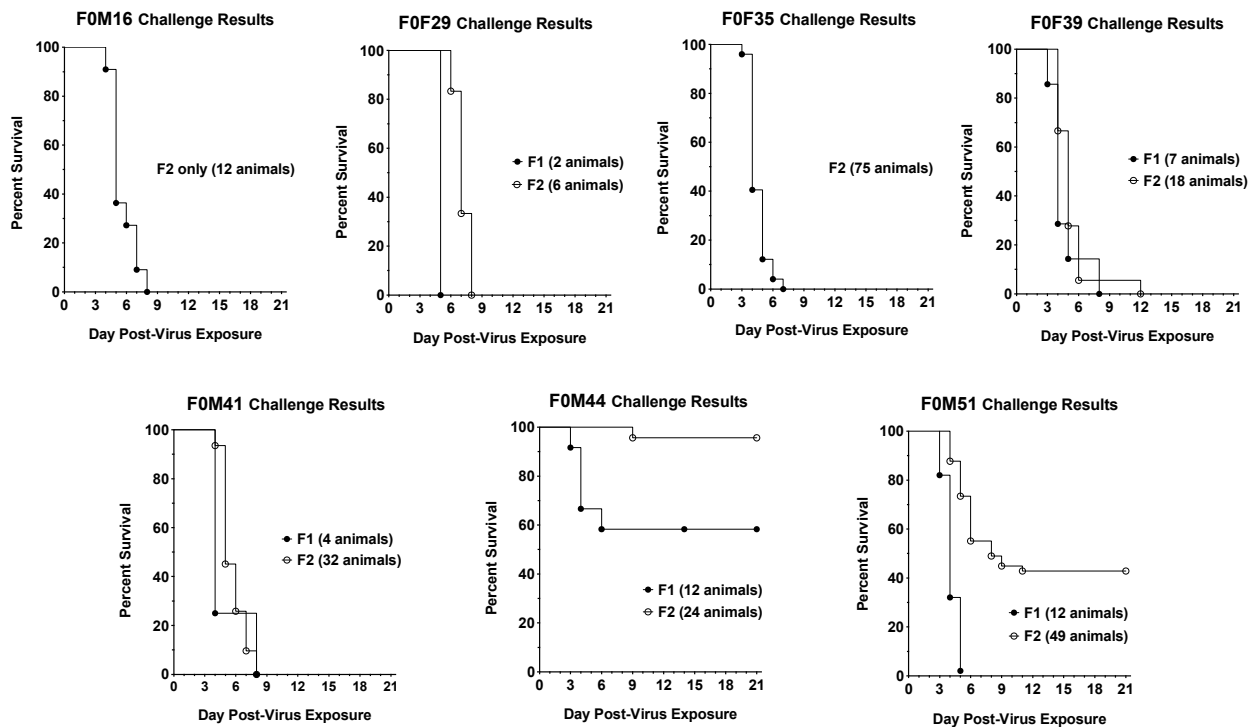 F0M16 Challenge Results
100
80
60
40
20
0
Percent Survival
F2 only (12 animals)
0 3 6 9 12 15 18 21
Day Post-Virus Exposure
F0F29 Challenge Results
100
80
60
40
20
0
Percent Survival
F1 (2 animals)
F2 (6 animals)
0 3 6 9 12 15 18 21
Day Post-Virus Exposure
F0F35 Challenge Results
100
80
60
40
20
0
Percent Survival
F2 (75 animals)
0 3 6 9 12 15 18 21
Day Post-Virus Exposure
F0F39 Challenge Results
100
80
60
40
20
0
Percent Survival
F1 (7 animals)
F2 (18 animals)
0 3 6 9 12 15 18 21
Day Post-Virus Exposure
F0M41 Challenge Results
100
80
60
40
20
0
Percent Survival
F1 (4 animals)
F2 (32 animals)
0 3 6 9 12 15 18 21
Day Post-Virus Exposure
F0M44 Challenge Results
100
80
60
40
20
0
Percent Survival
F1 (12 animals)
F2 (24 animals)
0 3 6 9 12 15 18 21
Day Post-Virus Exposure
F0M51 Challenge Results
100
80
60
40
20
0
Percent Survival
F1 (12 animals)
F2 (49 animals)
0 3 6 9 12 15 18 21
Day Post-Virus Exposure